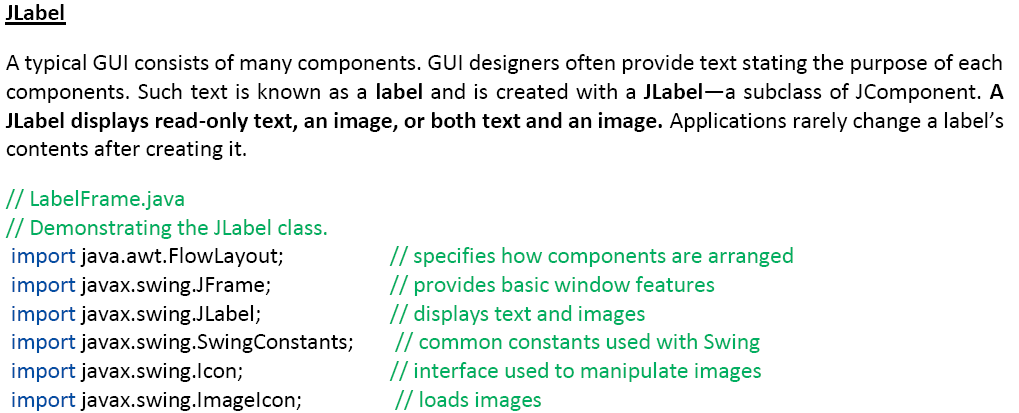 JLabel
A typical GUI consists of many components. GUI designers often provide text stating the purpose of each
components. Such text is known as a label and is created with a JLabel—a subclass of JComponent. A
JLabel displays read-only text, an image, or both text and an image. Applications rarely change a label’s
contents after creating it.
// LabelFrame.java
// Demonstrating the JLabel class.
import java.awt.FlowLayout; // specifies how components are arranged
import javax.swing.JFrame; // provides basic window features
import javax.swing.JLabel; // displays text and images
import javax.swing.SwingConstants; // common constants used with Swing
import javax.swing.Icon; // interface used to manipulate images
import javax.swing.ImageIcon; // loads images